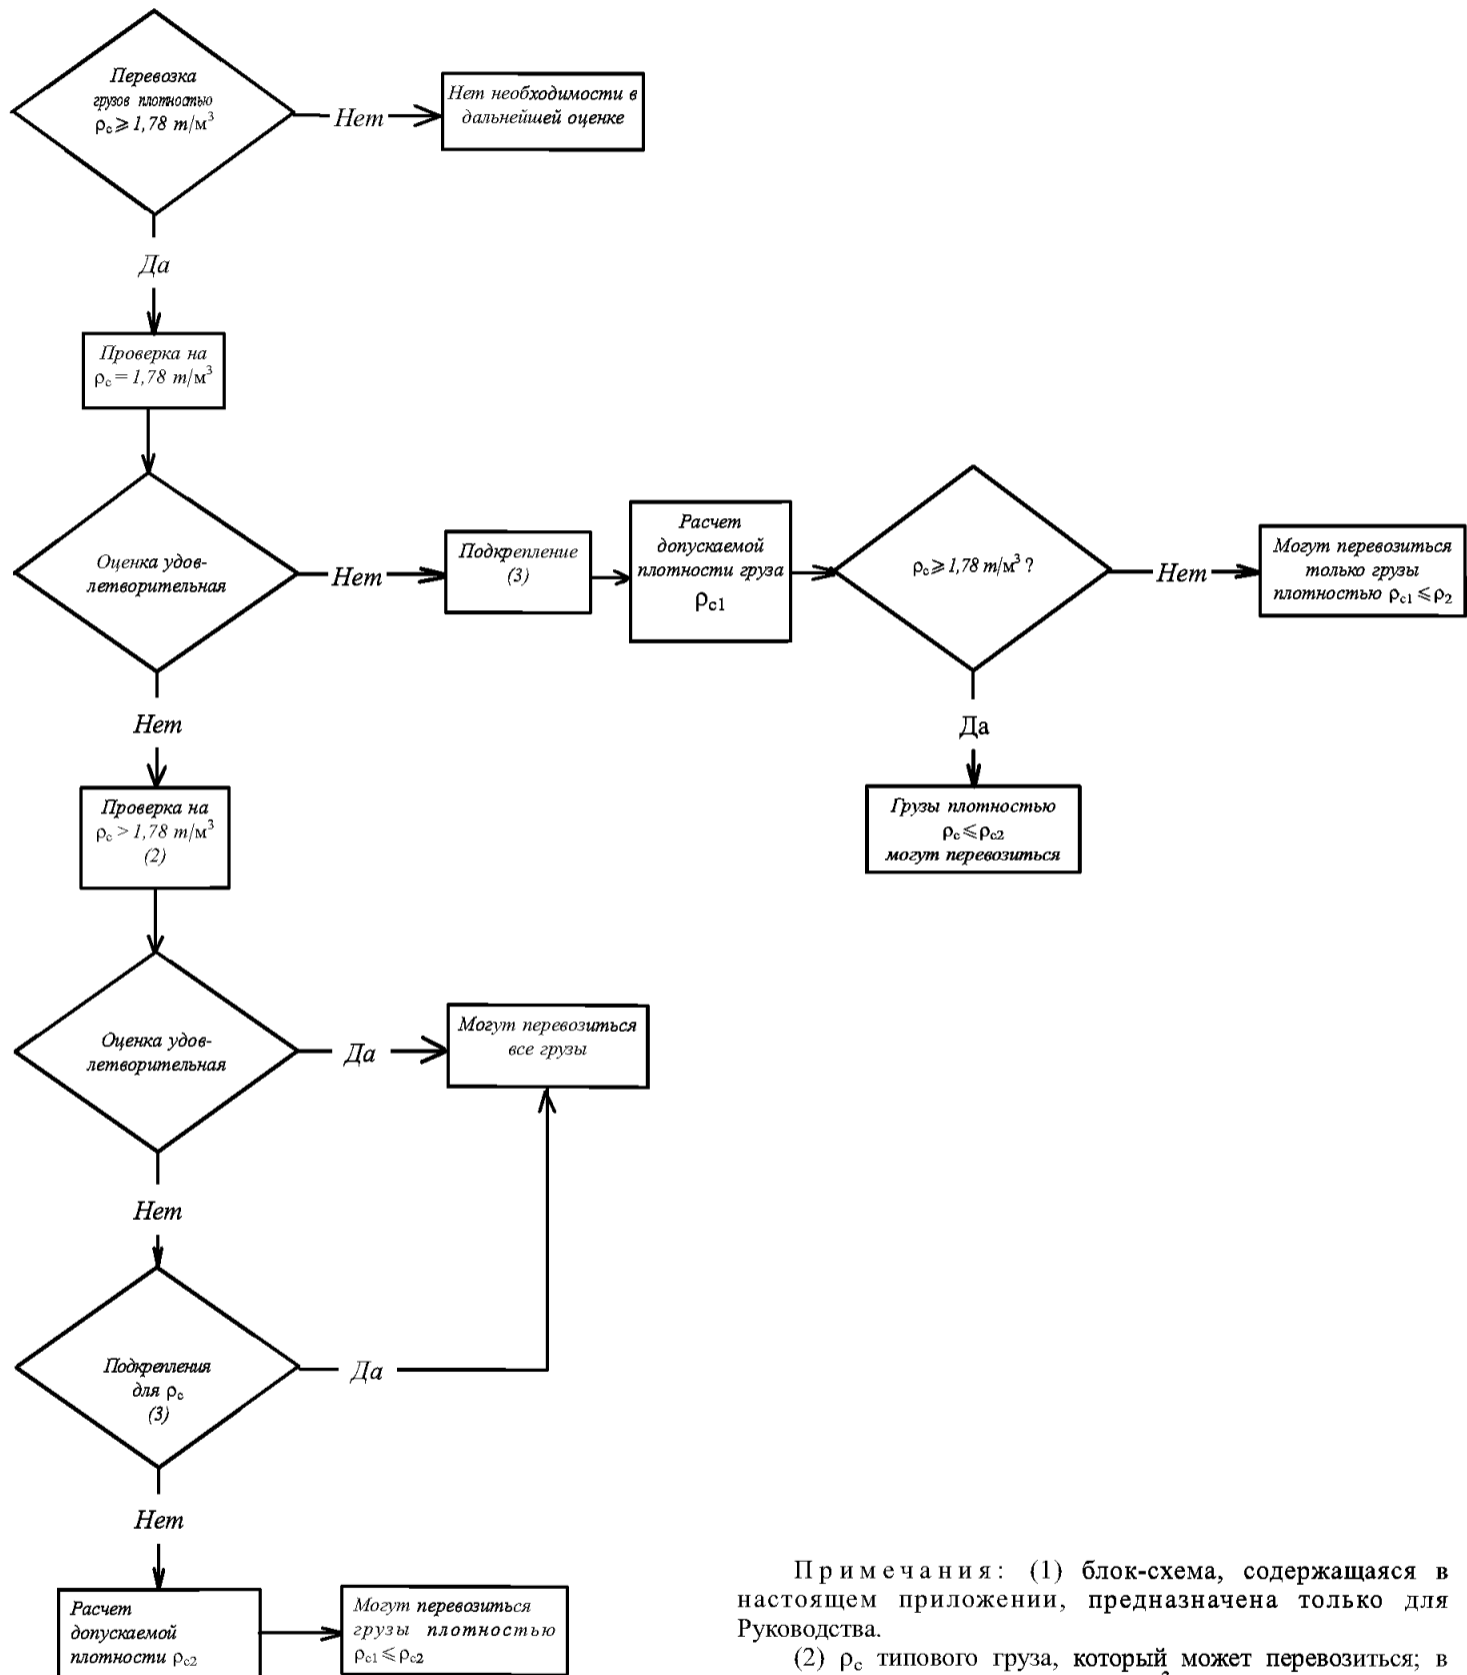 Перевозка
грузов плотностью
ρc ⩾ 1,78 т/м³
Нет
Нет необходимости в
дальнейшей оценке
Да
Проверка на
ρc = 1,78 т/м³
Оценка удов-
летворительная
Нет
Подкрепление
(3)
Расчет
допускаемой
плотности груза
ρc1
ρc ⩾ 1,78 т/м³ ?
Нет
Могут перевозиться
только грузы
плотностью ρc1 ⩽ ρ2
Да
Грузы плотностью
ρc ⩽ ρc2
могут перевозиться
Нет
Проверка на
ρc > 1,78 т/м³
(2)
Оценка удов-
летворительная
Да
Могут перевозиться
все грузы
Нет
Подкрепления
для ρc
(3)
Да
Нет
Расчет
допускаемой
плотности ρc2
Могут перевозиться
грузы плотностью
ρc1 ⩽ ρc2
Примечания: (1) блок-схема, содержащаяся в
настоящем приложении, предназначена только для
Руководства.
(2) ρc типового груза, который может перевозиться; в